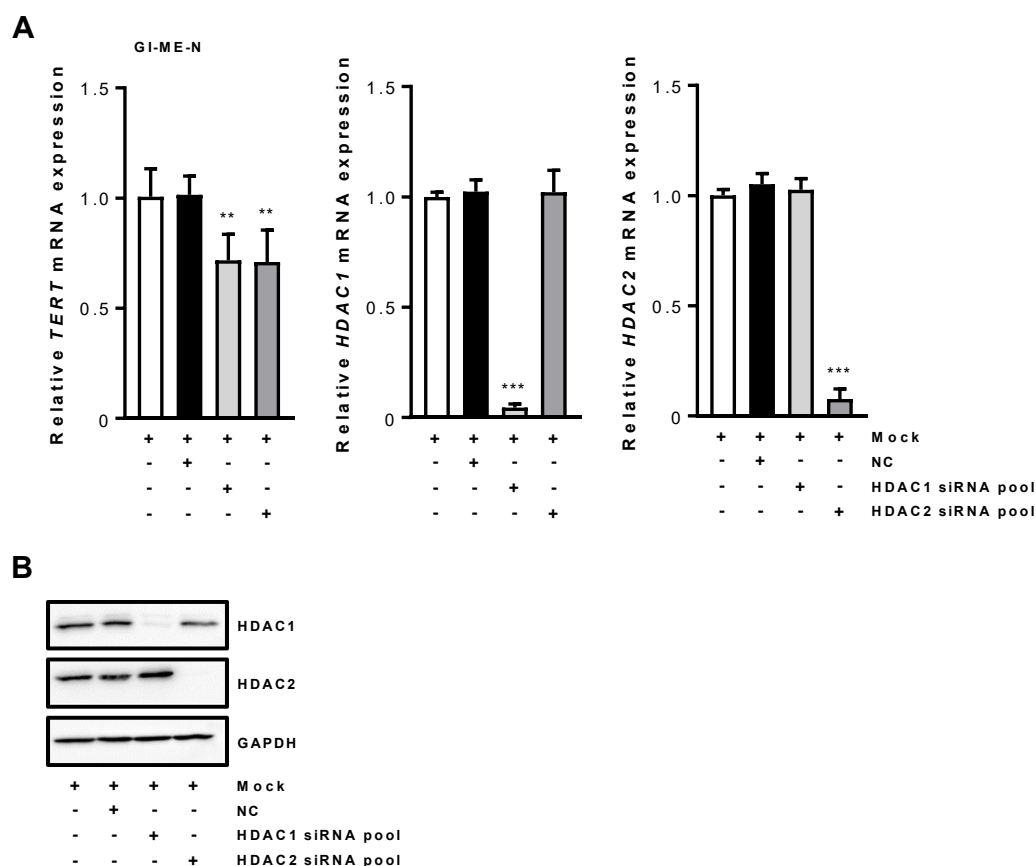 A
GI-ME-N
Relative TERT mRNA expression
1.5
1.0
0.5
0
** **
+ + + +
- + - -
- - + -
- - - +
Relative HDAC1 mRNA expression
1.5
1.0
0.5
0
***
+ + + +
- + - -
- - + -
- - - +
Relative HDAC2 mRNA expression
1.5
1.0
0.5
0
***
+ + + + Mock
- + - - NC
- - + - HDAC1 siRNA pool
- - - + HDAC2 siRNA pool
B
HDAC1
HDAC2
GAPDH
+ + + + Mock
- + - - NC
- - + - HDAC1 siRNA pool
- - - + HDAC2 siRNA pool